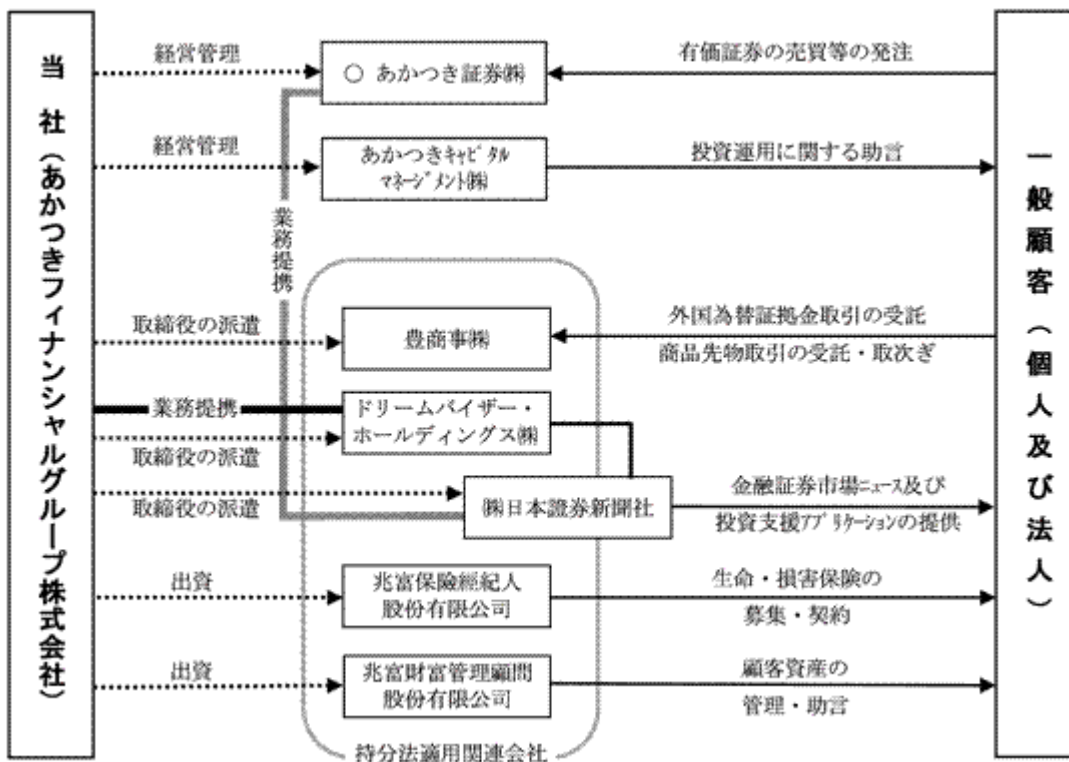 当社（あかつきフィナンシャルグループ株式会社）
経営管理
○ あかつき証券㈱
有価証券の売買等の発注
経営管理
あかつきｷｬﾋﾟﾀﾙ
ﾏﾈｰｼﾞﾒﾝﾄ㈱
投資運用に関する助言
業務提携
取締役の派遣
豊商事㈱
外国為替証拠金取引の受託
商品先物取引の受託・取次ぎ
業務提携
ドリームバイザー・
ホールディングス㈱
取締役の派遣
取締役の派遣
㈱日本證券新聞社
金融証券市場ﾆｭｰｽ及び
投資支援ｱﾌﾟﾘｹｰｼｮﾝの提供
出資
兆富保險經紀人
股份有限公司
生命・損害保険の
募集・契約
出資
兆富財富管理顧問
股份有限公司
顧客資産の
管理・助言
持分法適用関連会社
一般顧客（個人及び法人）